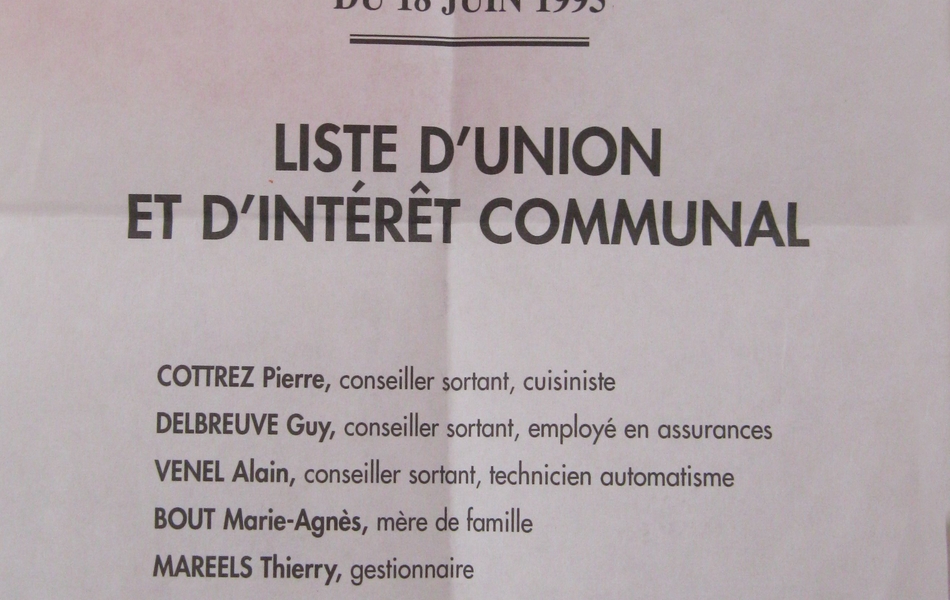 DU 18 JUIN 1995
LISTE D'UNION
ET D'INTÉRÊT COMMUNAL
COTTREZ Pierre, conseiller sortant, cuisiniste
DELBREUVE Guy, conseiller sortant, employé en assurances
VENEL Alain, conseiller sortant, technicien automatisme
BOUT Marie-Agnès, mère de famille
MAREELS Thierry, gestionnaire